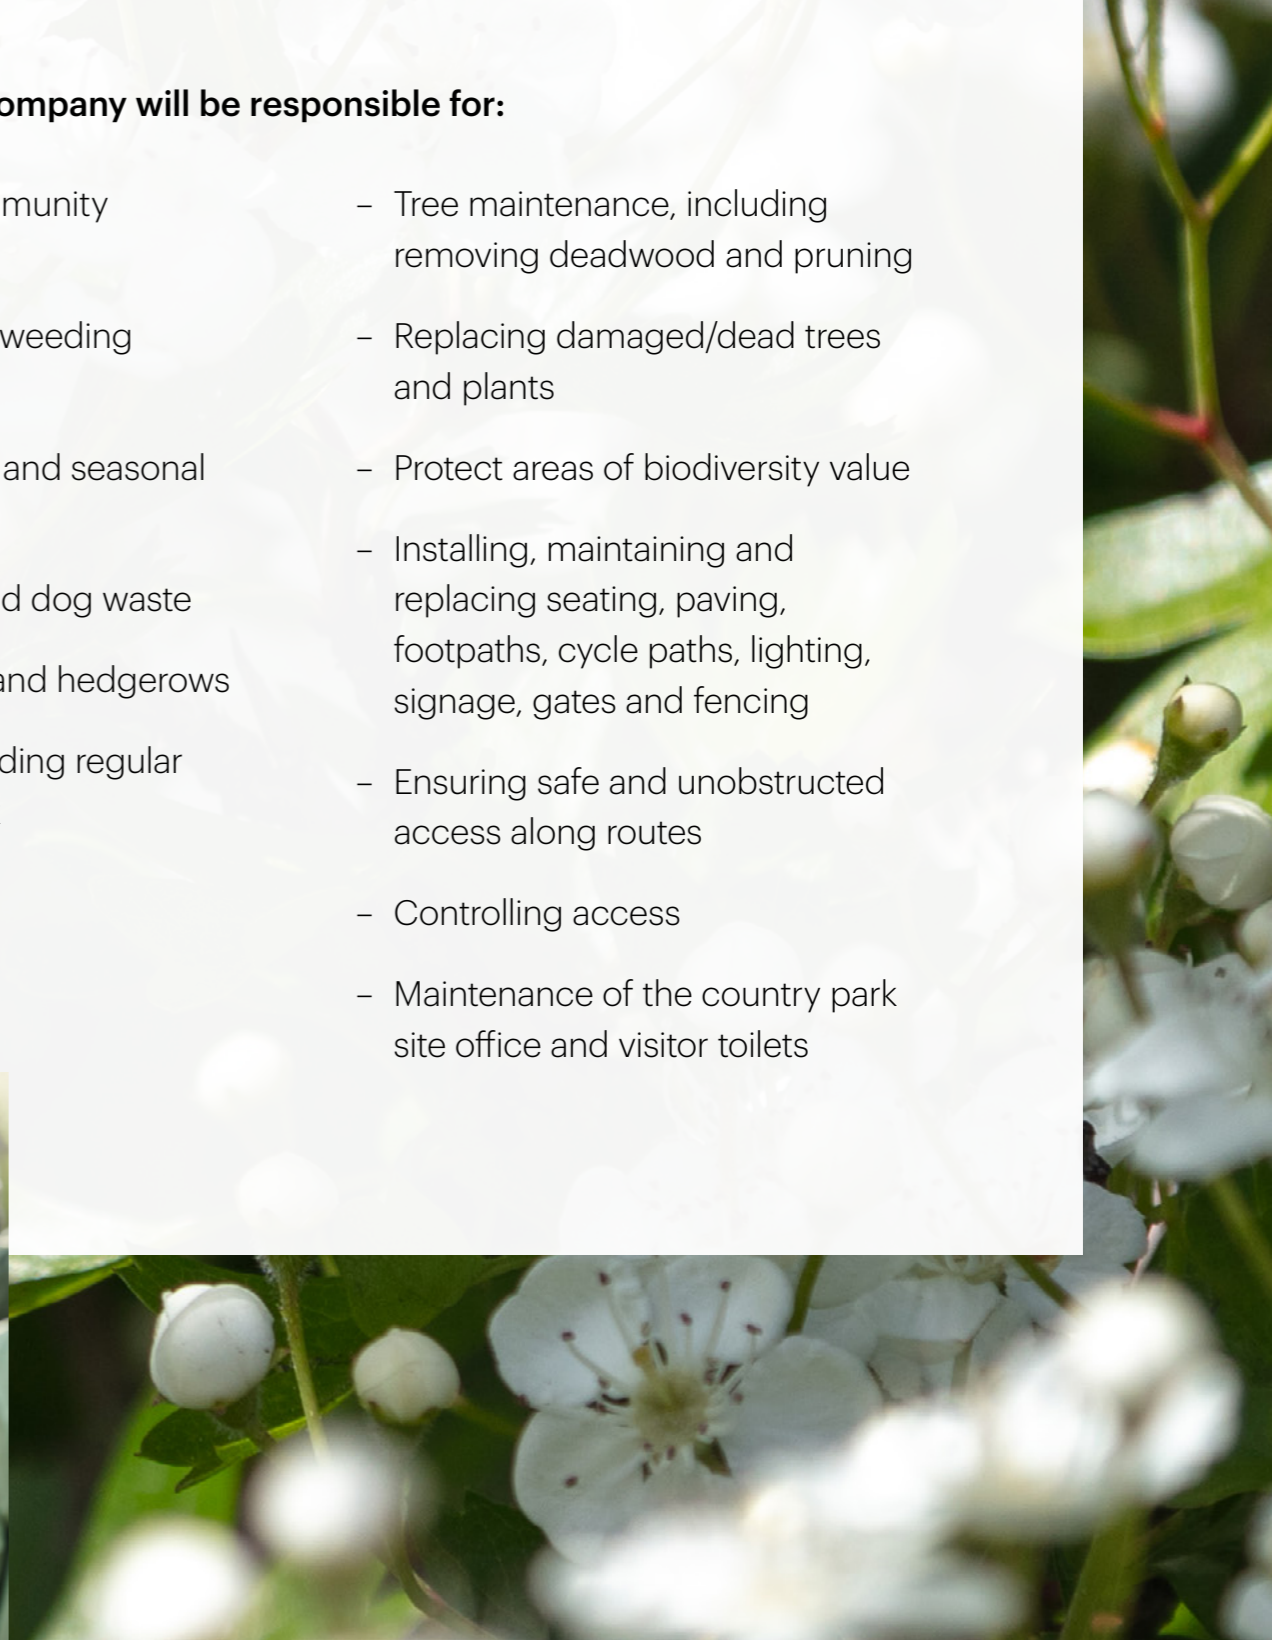 company will be responsible for:
munity
weeding
and seasonal
d dog waste
and hedgerows
ding regular
– Tree maintenance, including
removing deadwood and pruning
– Replacing damaged/dead trees
and plants
– Protect areas of biodiversity value
– Installing, maintaining and
replacing seating, paving,
footpaths, cycle paths, lighting,
signage, gates and fencing
– Ensuring safe and unobstructed
access along routes
– Controlling access
– Maintenance of the country park
site office and visitor toilets